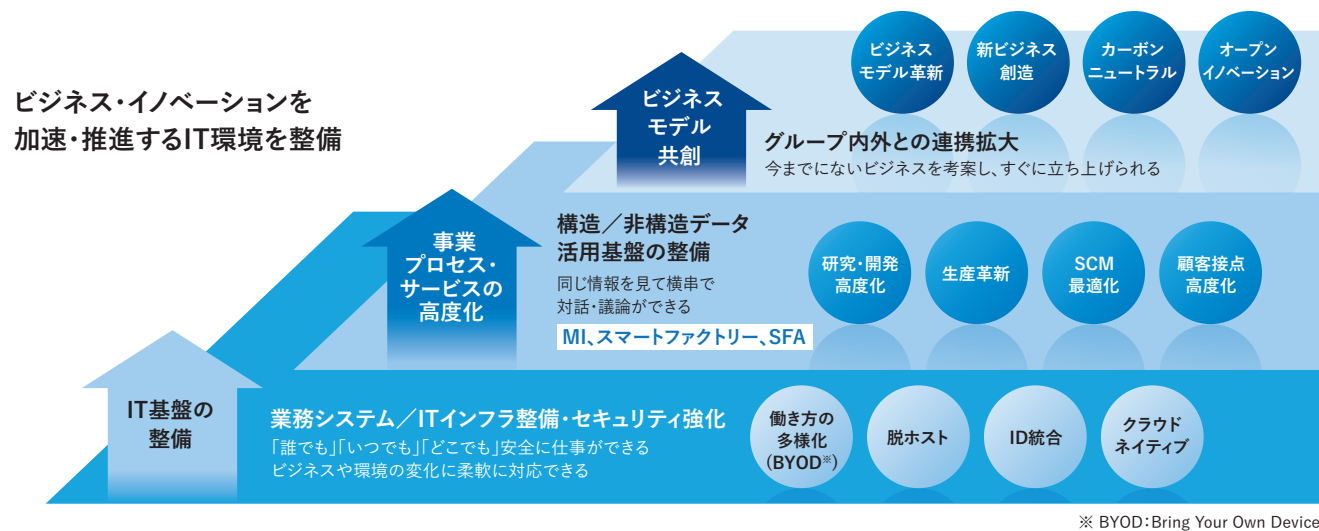 ビジネス・イノベーションを
加速・推進するIT環境を整備
ビジネス
モデル
共創
ビジネス
モデル革新
新ビジネス
創造
カーボン
ニュートラル
オープン
イノベーション
グループ内外との連携拡大
今までにないビジネスを考案し、すぐに立ち上げられる
事業
プロセス・
サービスの
高度化
構造／非構造データ
活用基盤の整備
同じ情報を見て横串で
対話・議論ができる
MI、スマートファクトリー、SFA
研究・開発
高度化
生産革新
SCM
最適化
顧客接点
高度化
IT基盤の
整備
業務システム／ITインフラ整備・セキュリティ強化
「誰でも」「いつでも」「どこでも」安全に仕事ができる
ビジネスや環境の変化に柔軟に対応できる
働き方の
多様化
(BYOD※)
脱ホスト
ID統合
クラウド
ネイティブ
※ BYOD：Bring Your Own Device